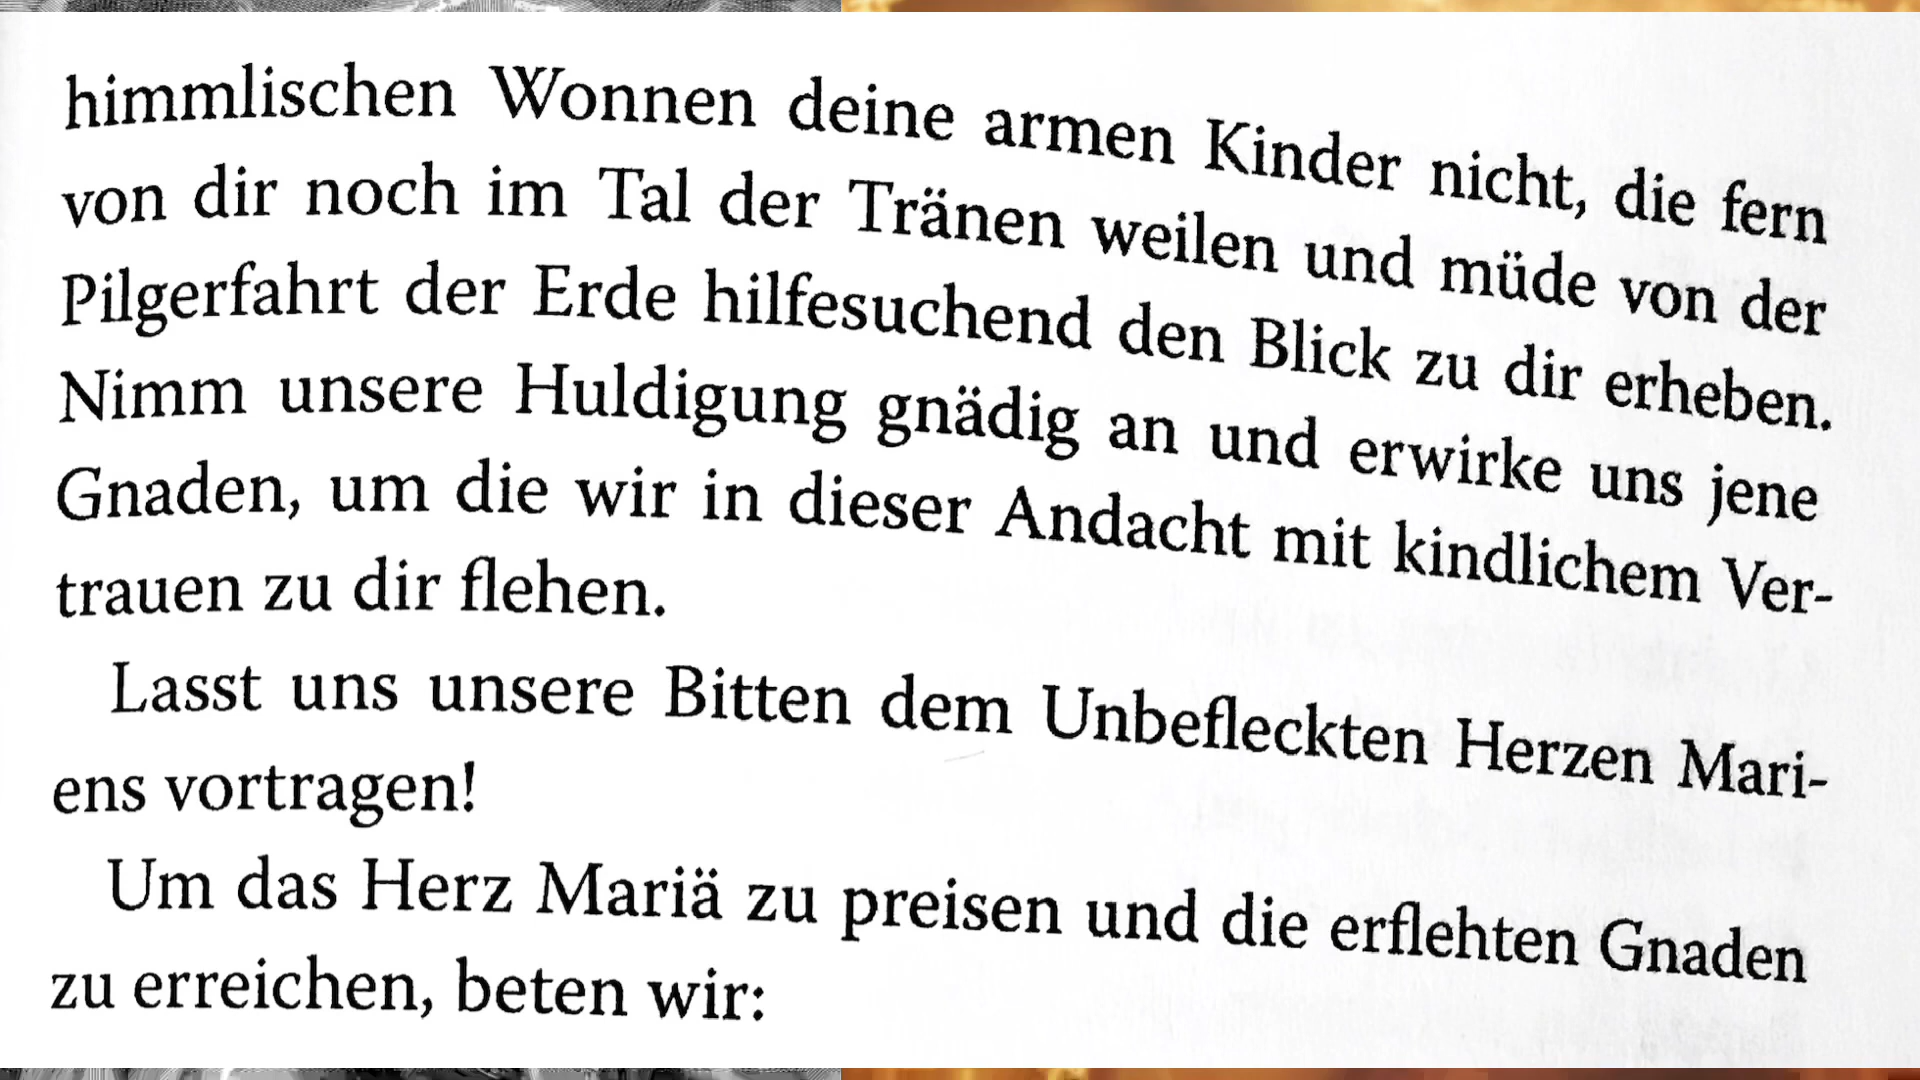 himmlischen Wonnen deine armen Kinder nicht, die fern
von dir noch im Tal der Tränen weilen und müde von der
Pilgerfahrt der Erde hilfesuchend den Blick zu dir erheben.
Nimm unsere Huldigung gnädig an und erwirke uns jene
Gnaden, um die wir in dieser Andacht mit kindlichem Ver-
trauen zu dir flehen.
Lasst uns unsere Bitten dem Unbefleckten Herzen Mari-
ens vortragen!
Um das Herz Mariä zu preisen und die erflehten Gnaden
zu erreichen, beten wir: